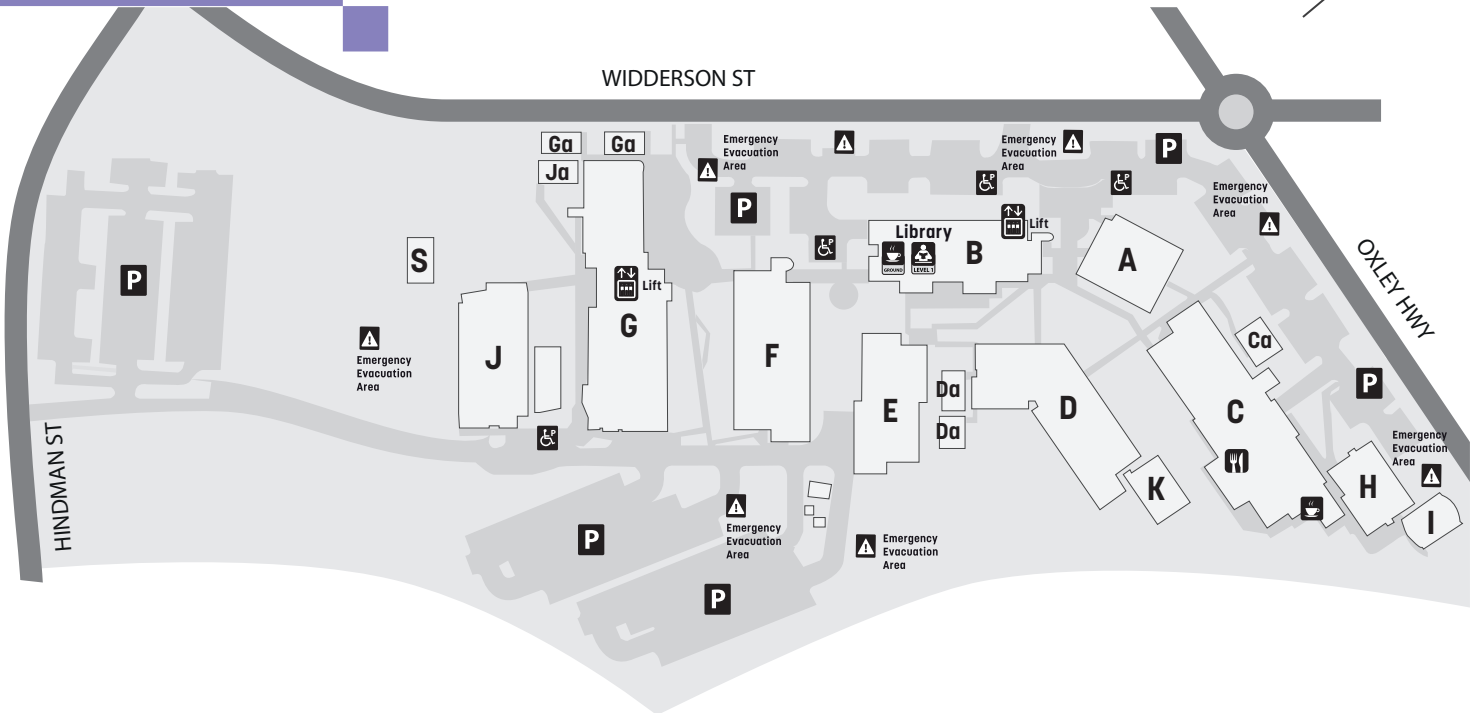 WIDDERSON ST
HINDMAN ST
OXLEY HWY
Ga
Ga
Ja
Emergency
Evacuation
Area
Emergency
Evacuation
Area
P
P
Emergency
Evacuation
Area
P
P
P
P
S
Library
Lift
B
A
GROUND
LEVEL 1
Lift
G
P
Emergency
Evacuation
Area
J
F
Ca
P
E
Da
Da
D
C
Emergency
Evacuation
Area
K
H
I
P
Emergency
Evacuation
Area
Emergency
Evacuation
Area
P
P